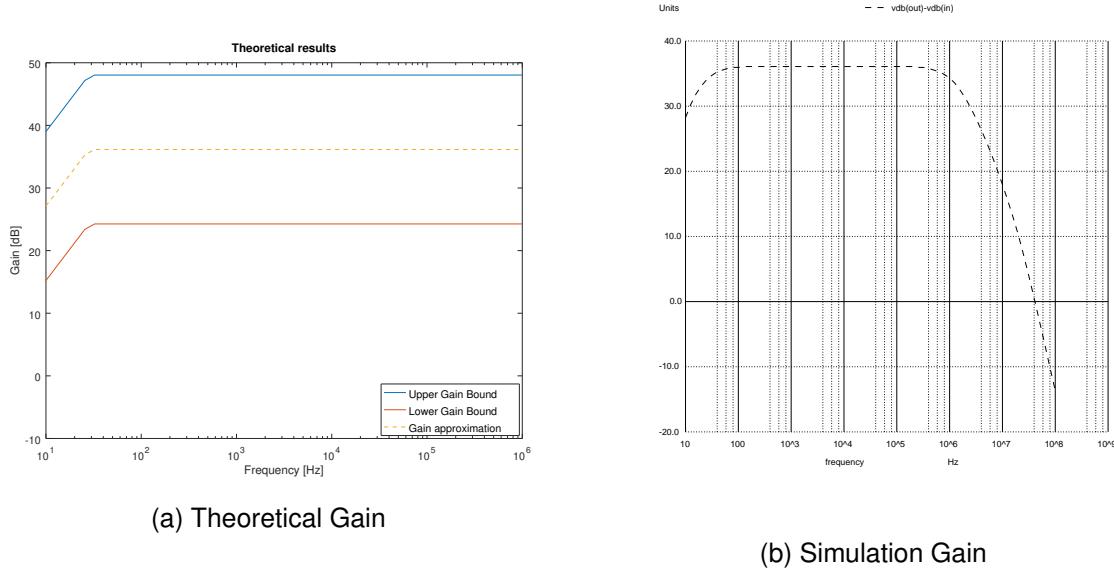 Theoretical results
50
40
30
20
10
0
-10
Gain [dB]
10^1
10^2
10^3
10^4
10^5
10^6
Frequency [Hz]
Upper Gain Bound
Lower Gain Bound
Gain approximation
(a) Theoretical Gain
Units
vdb(out)-vdb(in)
40.0
30.0
20.0
10.0
0.0
-10.0
-20.0
10
100
10^3
10^4
10^5
10^6
10^7
10^8
10^9
frequency
Hz
(b) Simulation Gain